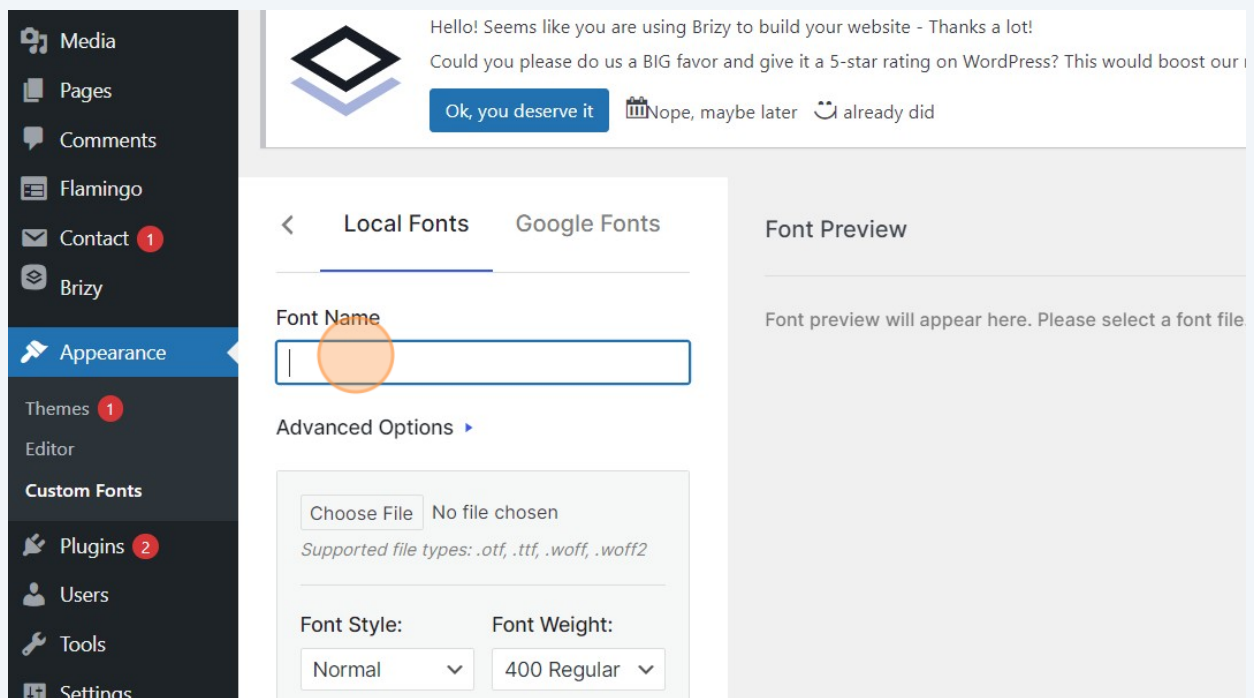 Media
Pages
Comments
Flamingo
Contact 1
Brizy
Appearance
Themes 1
Editor
Custom Fonts
Plugins 2
Users
Tools
Settings
Hello! Seems like you are using Brizy to build your website - Thanks a lot!
Could you please do us a BIG favor and give it a 5-star rating on WordPress? This would boost our
Ok, you deserve it Nope, maybe later I already did
Local Fonts Google Fonts
Font Name
Advanced Options
Choose File No file chosen
Supported file types: .otf, .ttf, .woff, .woff2
Font Style: Font Weight:
Normal 400 Regular
Font Preview
Font preview will appear here. Please select a font file